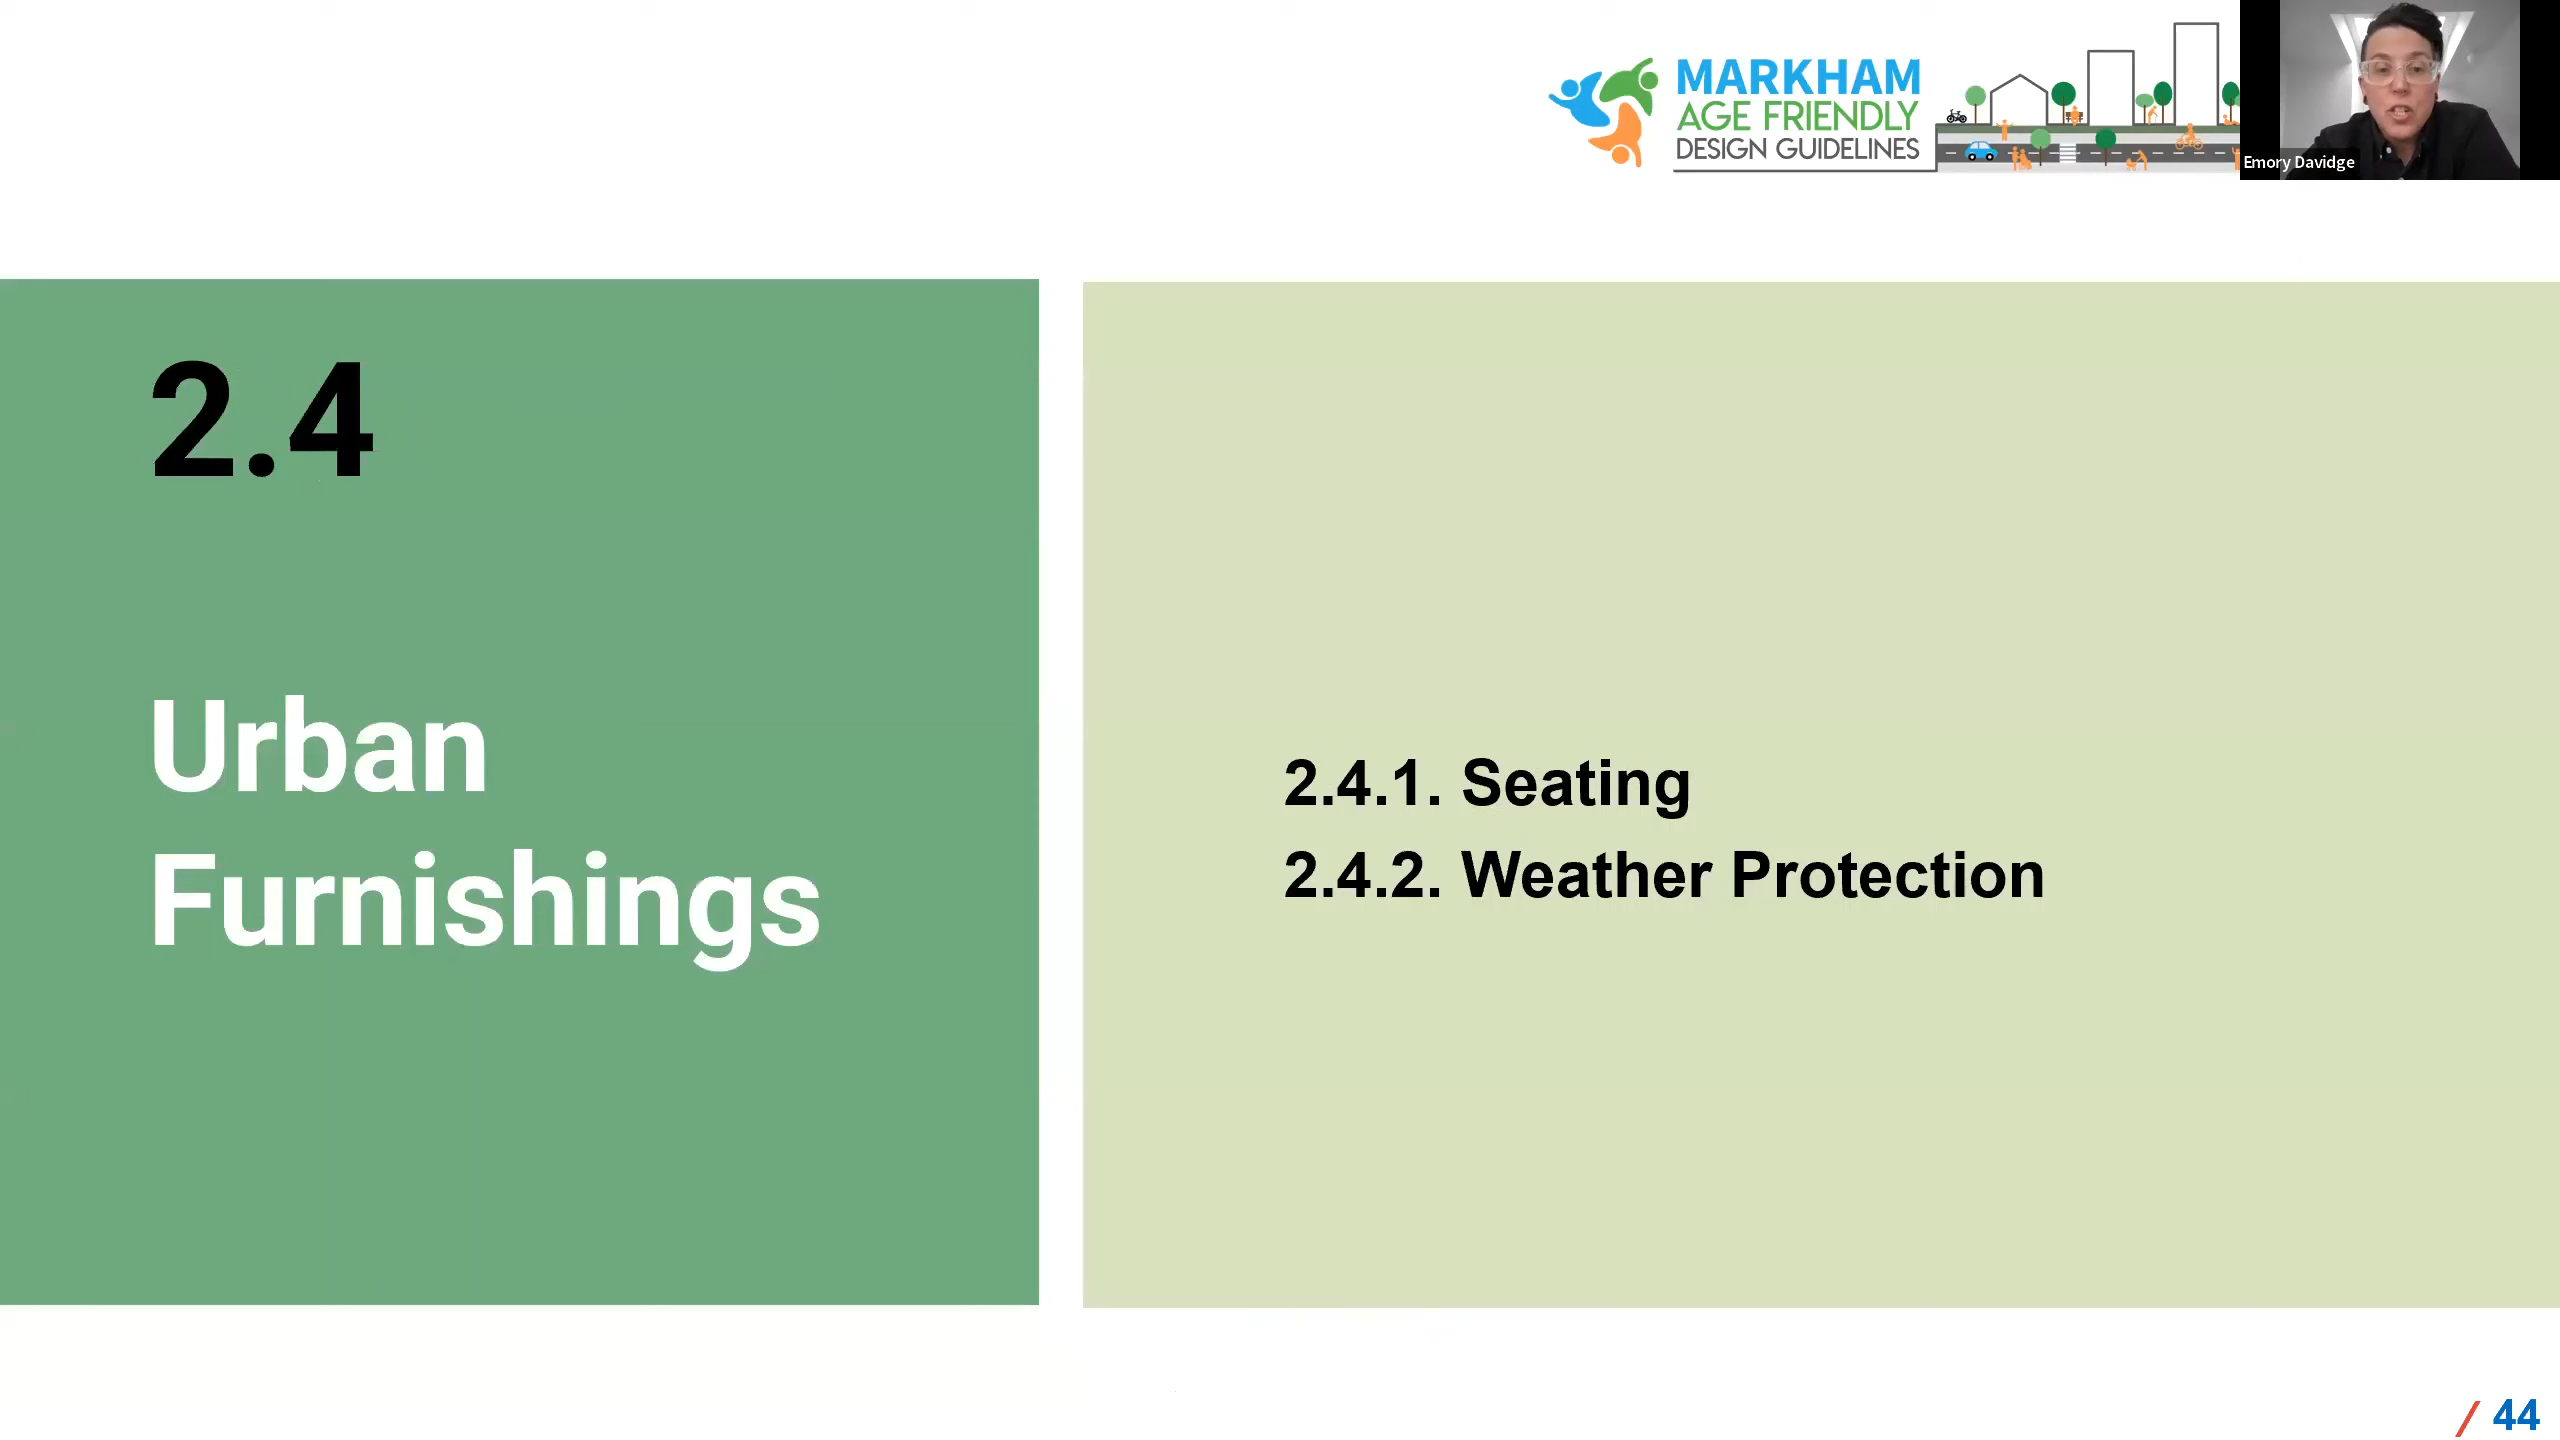 MARKHAM
AGE FRIENDLY
DESIGN GUIDELINES
Emory Davidge
2.4
Urban
Furnishings
2.4.1. Seating
2.4.2. Weather Protection
/ 44